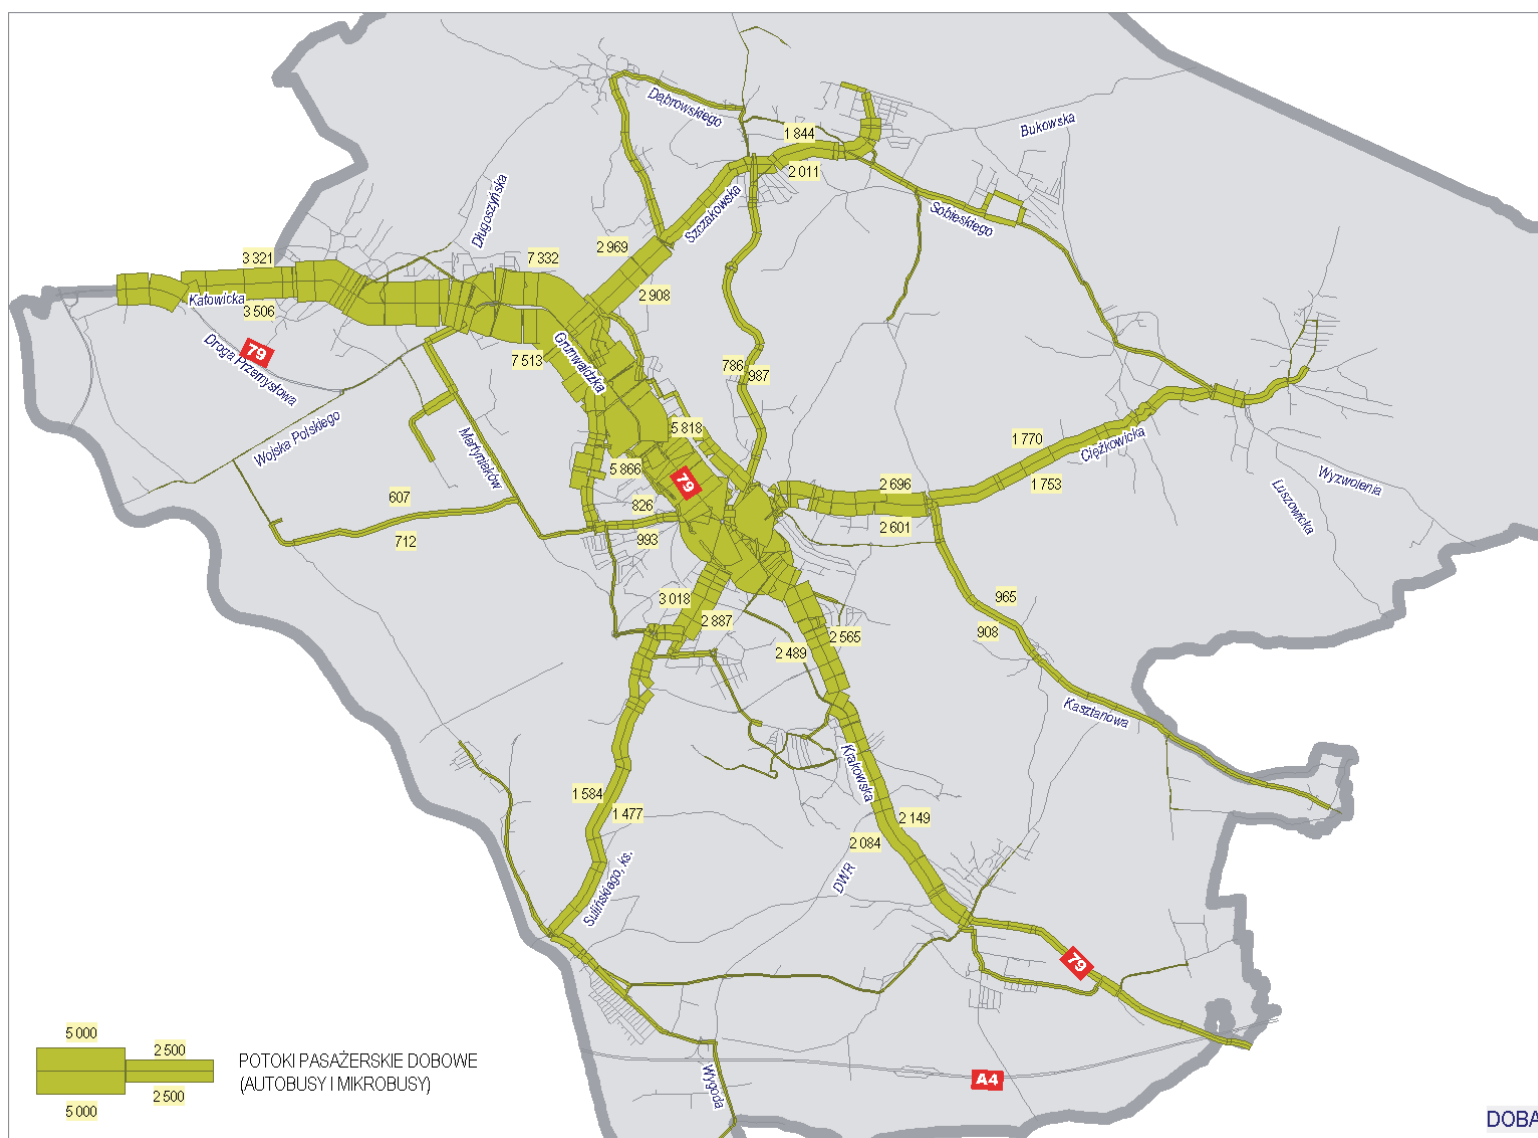 Dąbrowskiego
1 844
Bukowska
2 011
Długoszyńska
Szczakowska
Sobieskiego
3 321
7 332
2 969
Katowicka
3 506
2 908
Droga Przemysłowa
79
7 513
Grunwaldzka
786
987
Wojska Polskiego
Martyniaków
5 818
1 770
Ciężkowicka
5 866
79
1 753
Wyzwolenia
Luszowicka
607
826
2 696
712
993
2 601
3 018
2 887
965
908
2 565
2 489
Kasztanowa
Krakowska
1 584
1 477
2 149
2 084
Sulińskiego, ks.
DWR
79
A4
Wygoda
5 000
2 500
POTOKI PASAŻERSKIE DOBOWE
(AUTOBUSY I MIKROBUSY)
2 500
5 000
DOBA